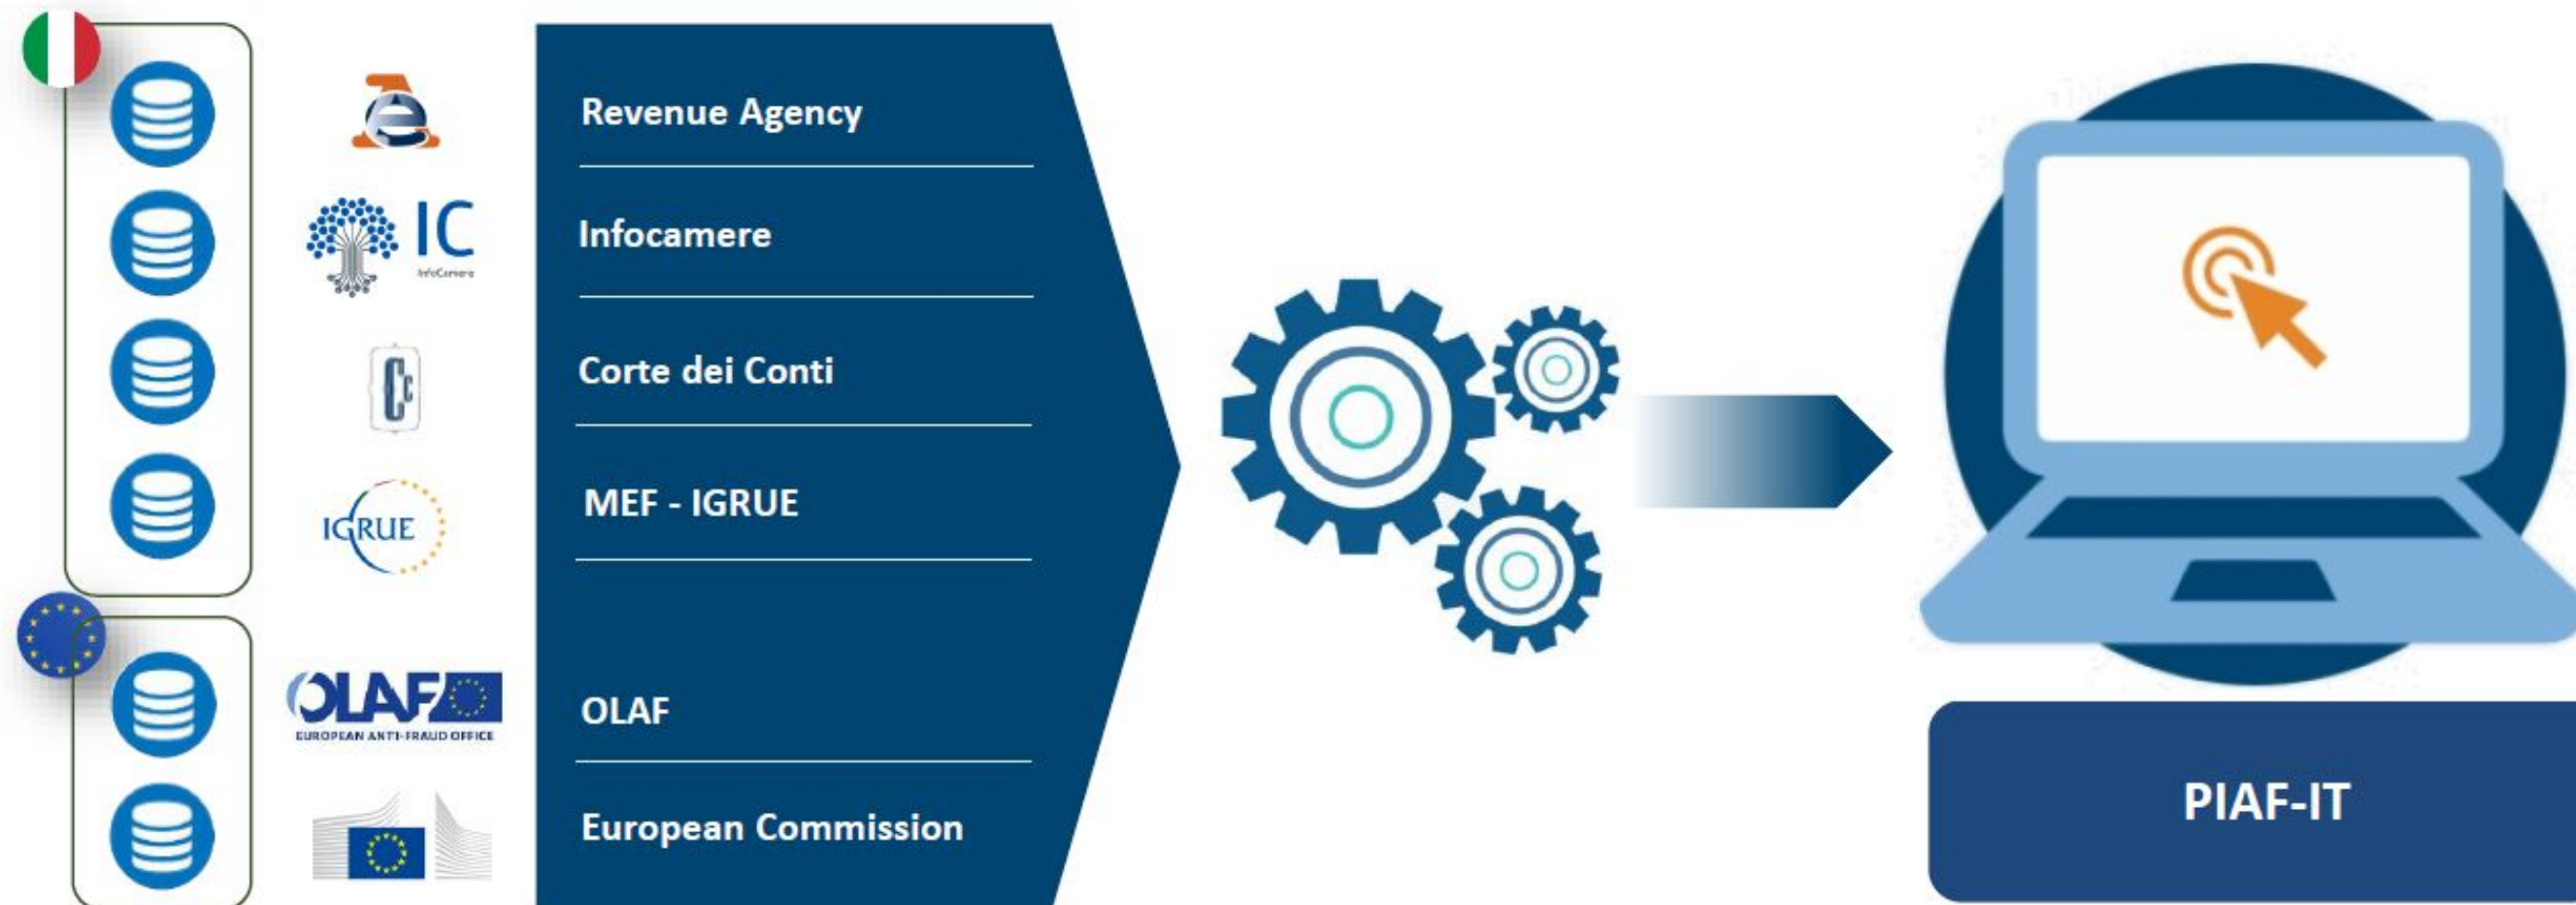 Revenue Agency
IC
InfoCamere
Infocamere
Corte dei Conti
IGRUE
MEF - IGRUE
OLAF
EUROPEAN ANTI-FRAUD OFFICE
OLAF
European Commission
PIAF-IT